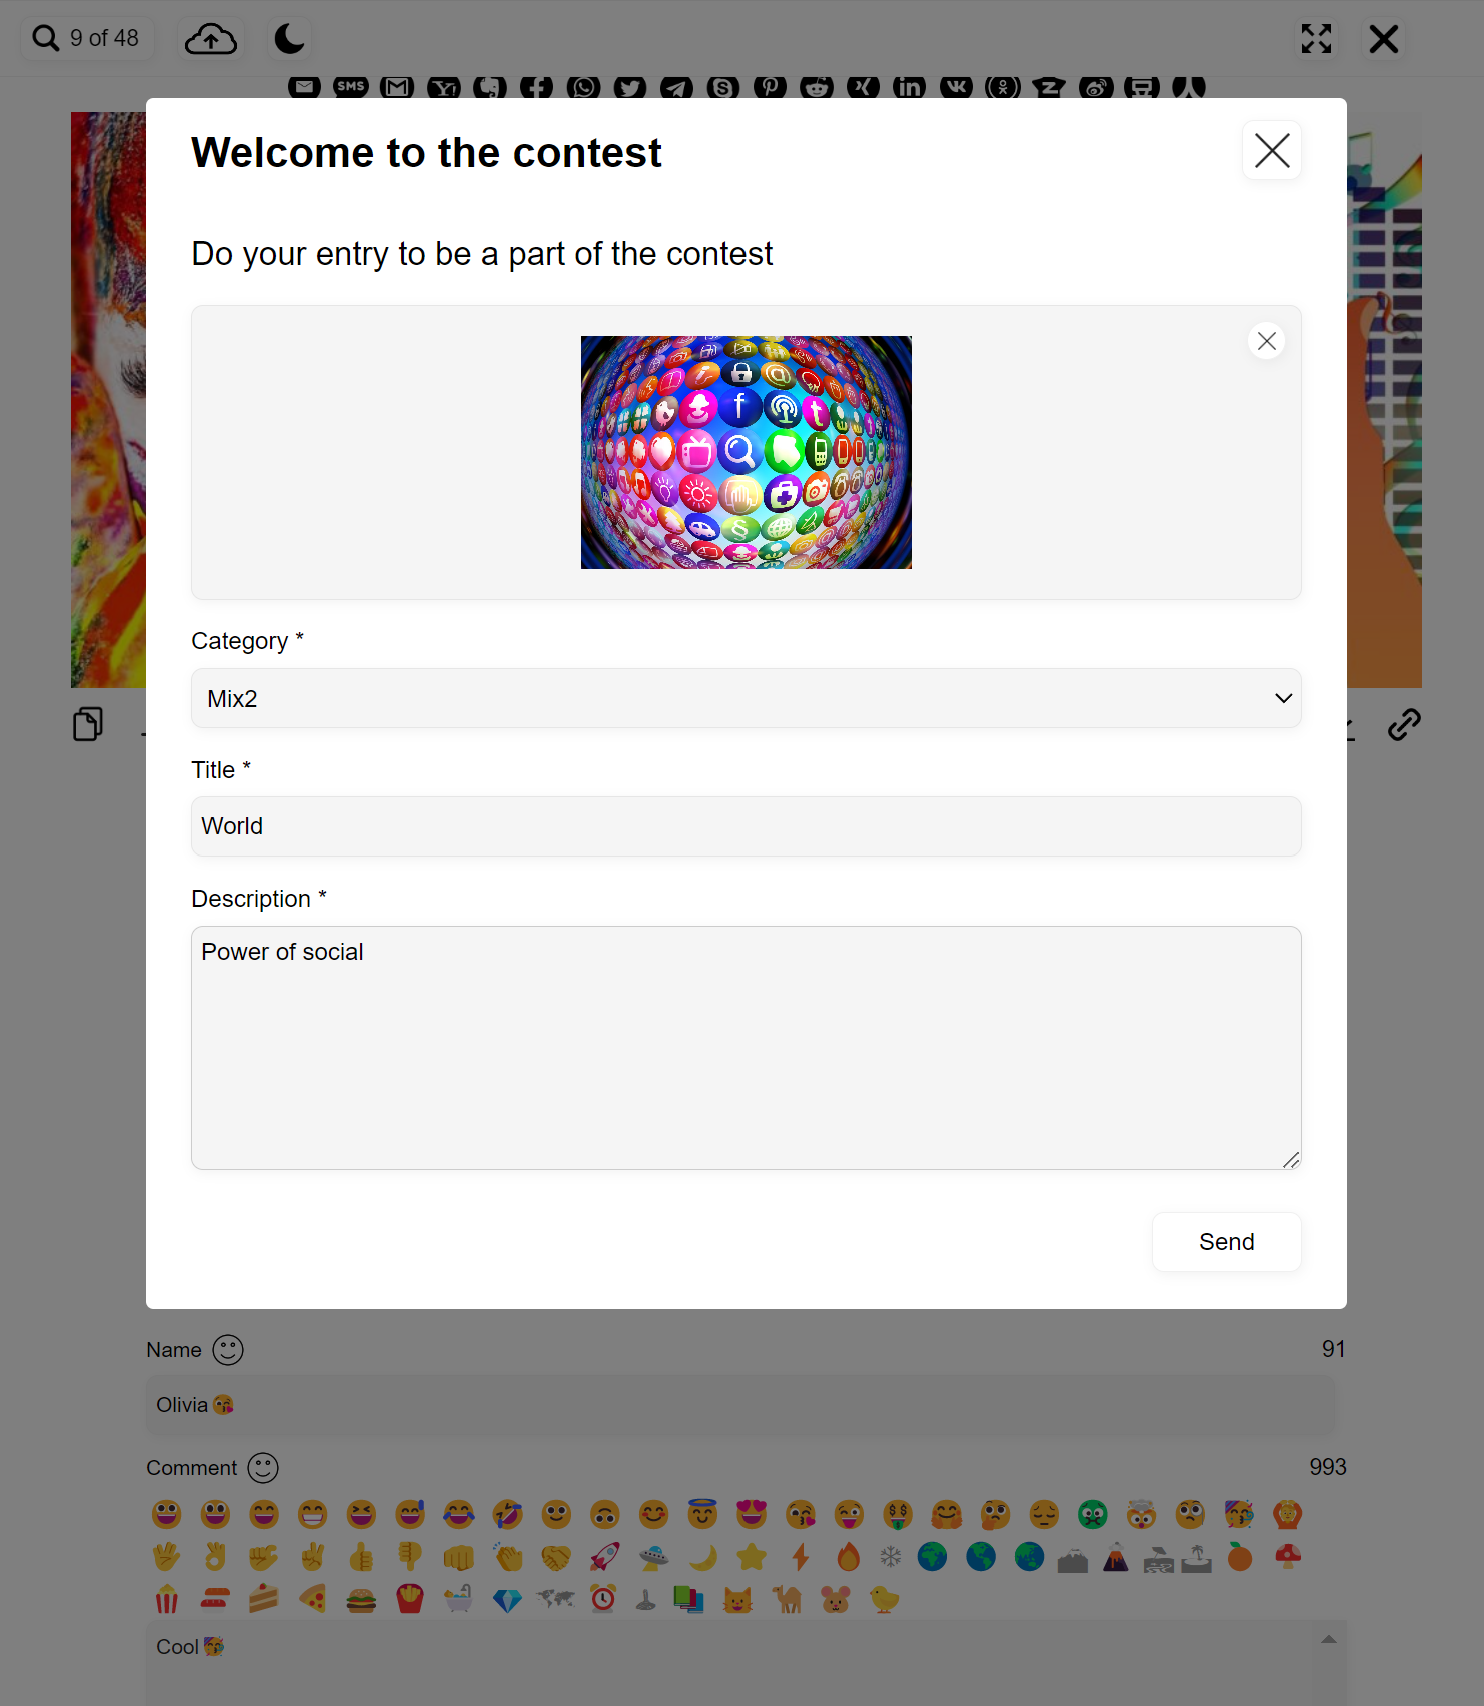 9 of 48
SMS
Welcome to the contest
Do your entry to be a part of the contest
Category *
Mix2
Title *
World
Description *
Power of social
Send
Name
91
Olivia
Comment
993
Cool